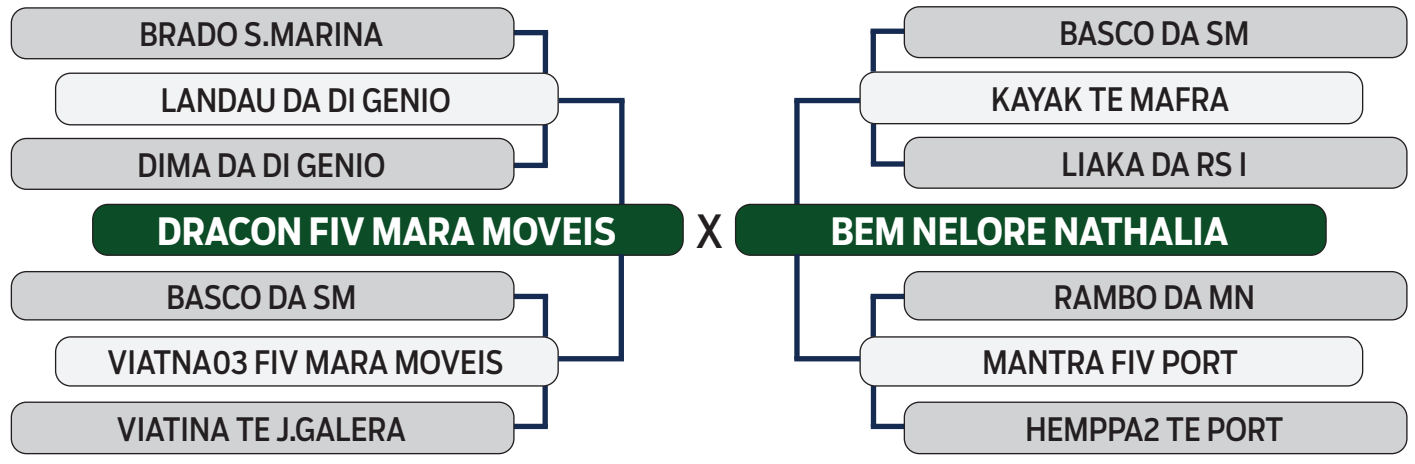 BRADO S.MARINA
LANDAU DA DI GENIO
DIMA DA DI GENIO
DRACON FIV MARA MOVEIS
BASCO DA SM
VIATNA03 FIV MARA MOVEIS
VIATINA TE J.GALERA
X
BASCO DA SM
KAYAK TE MAFRA
LIAKA DA RS I
BEM NELORE NATHALIA
RAMBO DA MN
MANTRA FIV PORT
HEMPPA2 TE PORT